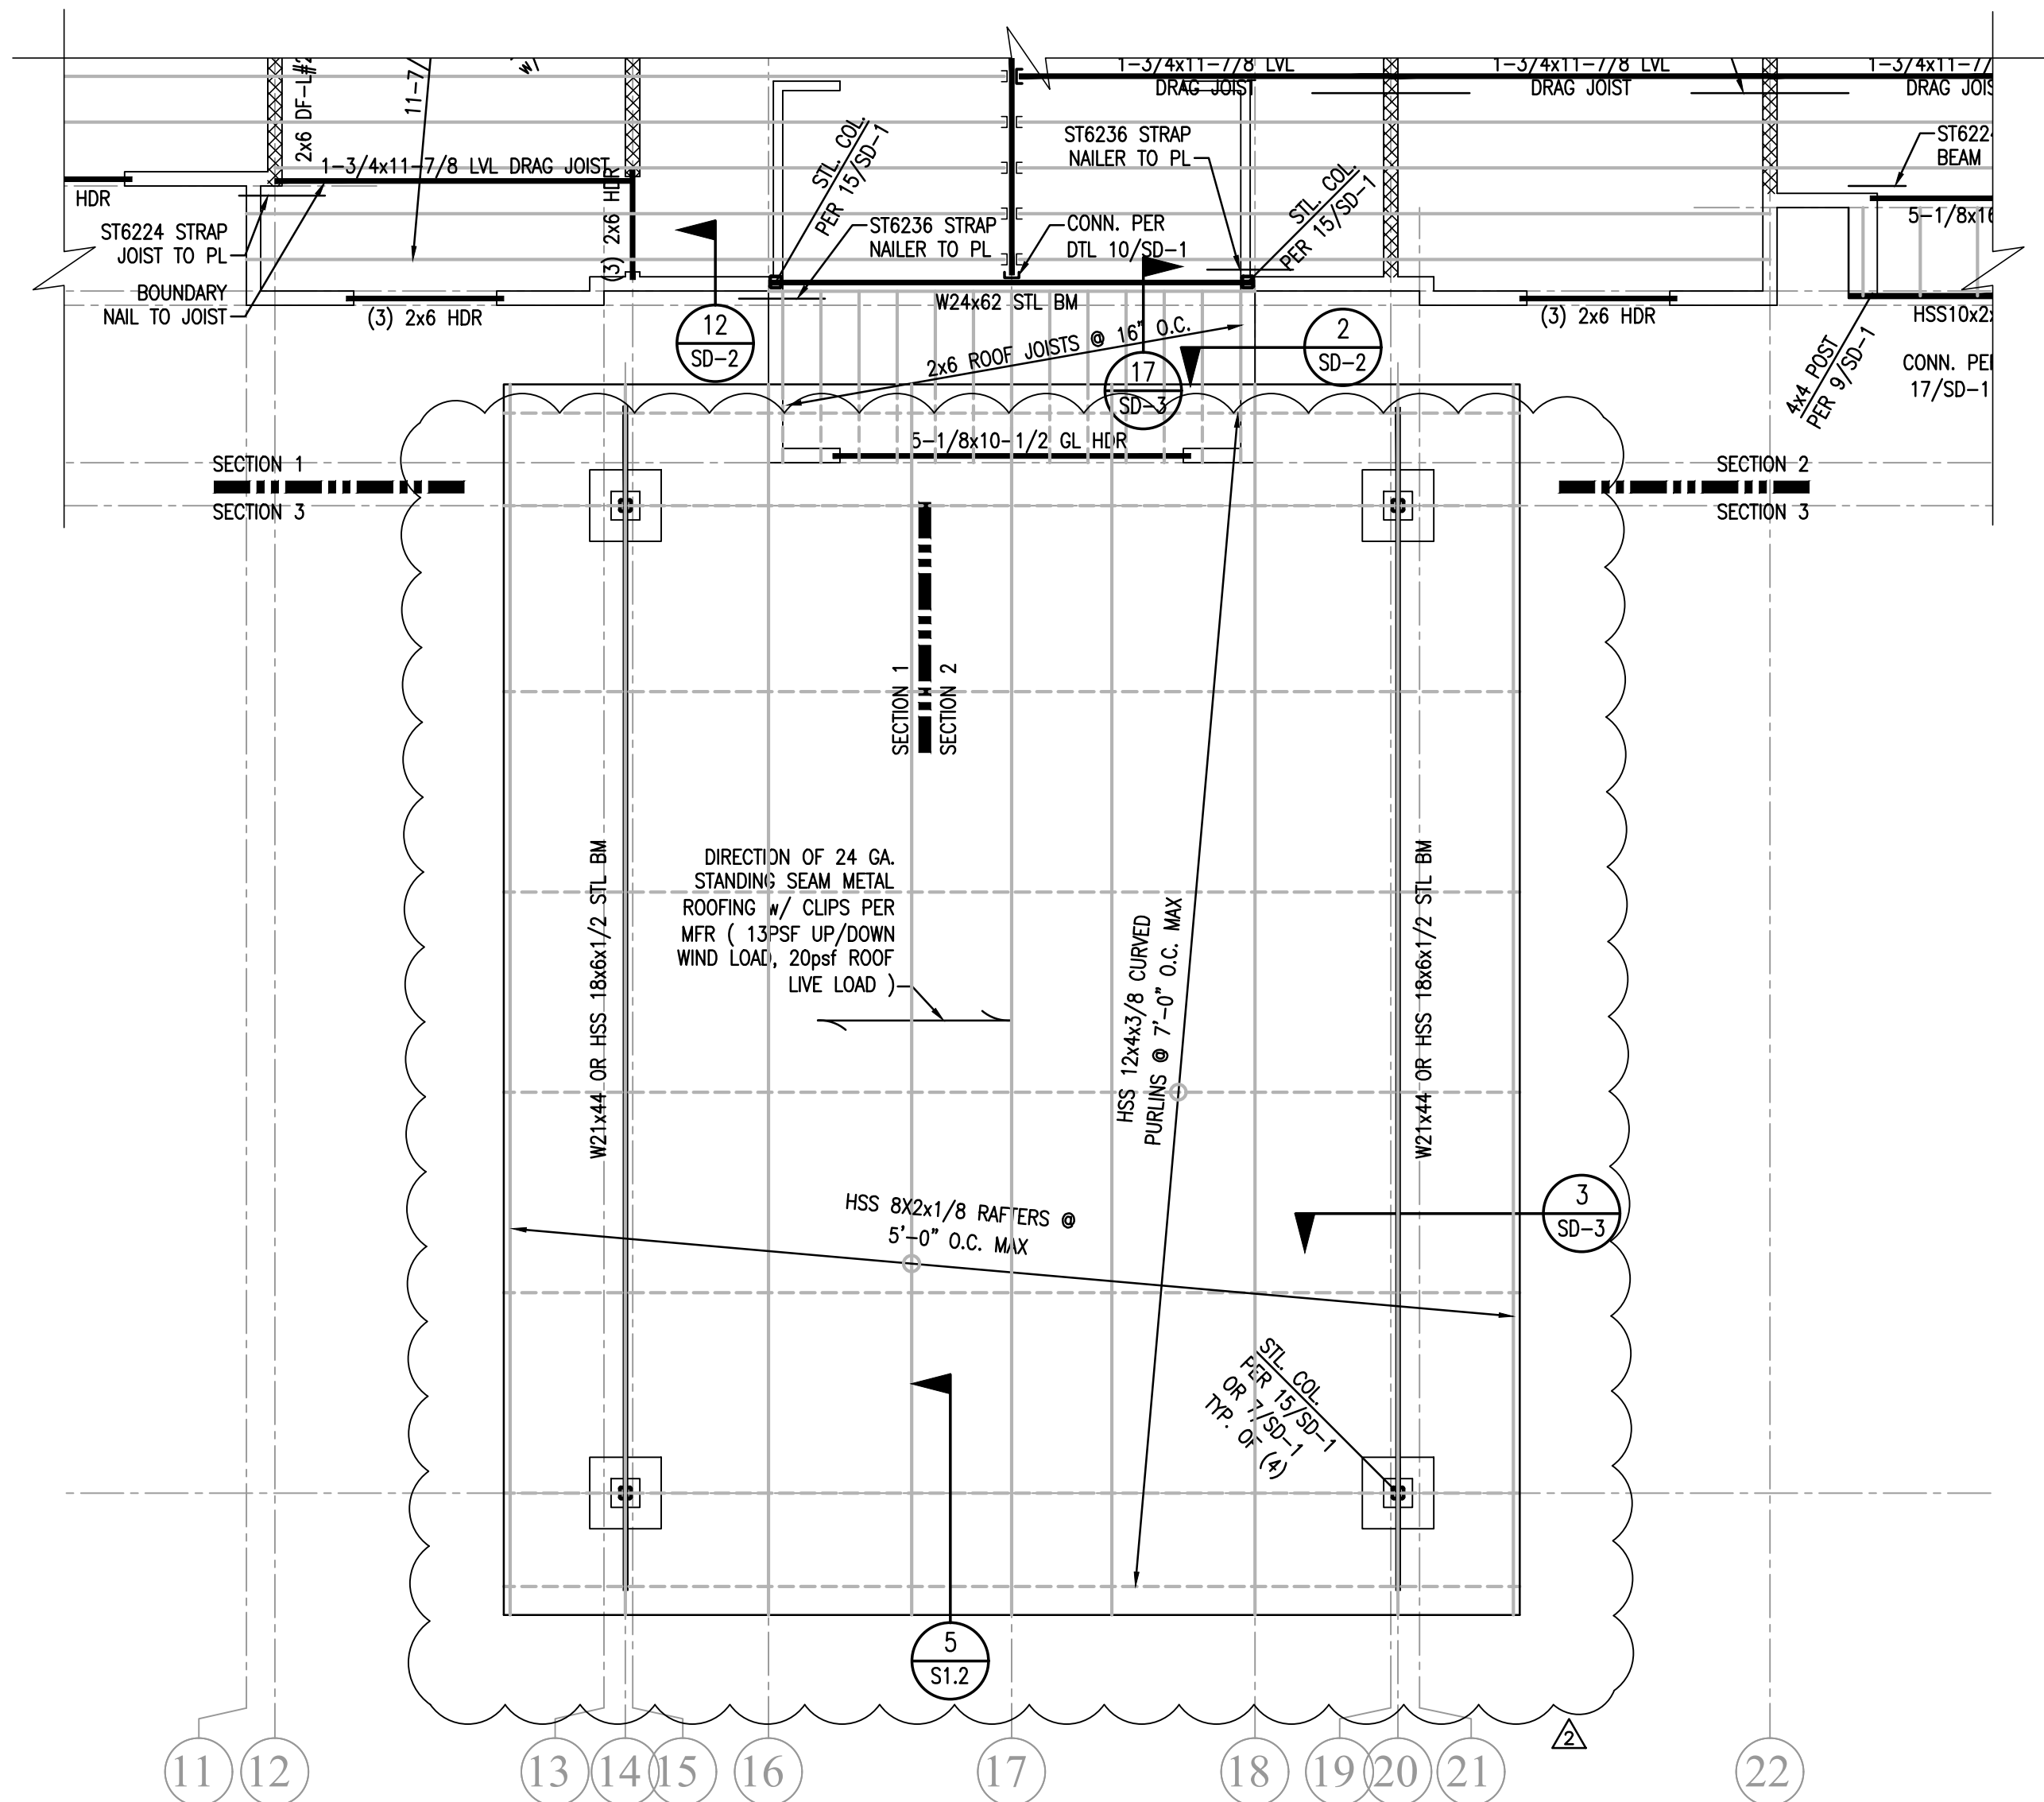 1-3/4x11-7/8 LVL
DRAG JOIST
1-3/4x11-7/8 LVL
DRAG JOIST
1-3/4x11-7/
DRAG JOIS
2x6 DF-L#2
11-7/
w/
1-3/4x11-7/8 LVL DRAG JOIST
HDR
(3) 2x6 HDR
ST6224 STRAP
JOIST TO PL
BOUNDARY
NAIL TO JOIST
(3) 2x6 HDR
STL. COL.
PER 15/SD-1
ST6236 STRAP
NAILER TO PL
ST6236 STRAP
NAILER TO PL
CONN. PER
DTL 10/SD-1
STL. COL.
PER 15/SD-1
ST6224
BEAM
5-1/8x16
W24x62 STL BM
(3) 2x6 HDR
HSS10x2x
12
SD-2
2x6 ROOF JOISTS @ 16" O.C.
17
SD-3
2
SD-2
4x4 POST
PER 9/SD-1
CONN. PER
17/SD-1
5-1/8x10-1/2 GL HDR
SECTION 1
SECTION 3
SECTION 2
SECTION 3
SECTION 1
SECTION 2
W21x44 OR HSS 18x6x1/2 STL BM
DIRECTION OF 24 GA.
STANDING SEAM METAL
ROOFING w/ CLIPS PER
MFR ( 13PSF UP/DOWN
WIND LOAD, 20psf ROOF
LIVE LOAD )
HSS 12x4x3/8 CURVED
PURLINS @ 7'-0" O.C. MAX
W21x44 OR HSS 18x6x1/2 STL BM
HSS 8X2x1/8 RAFTERS @
5'-0" O.C. MAX
3
SD-3
STL. COL.
PER 15/SD-1
OR 7/SD-1
TYP. OF (4)
5
S1.2
2
11
12
13
14
15
16
17
18
19
20
21
22